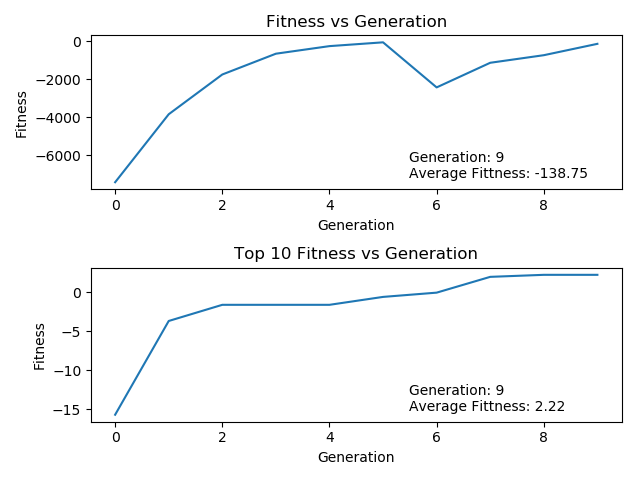 Fitness vs Generation
0
−2000
−4000
−6000
Fitness
Generation: 9
Average Fittness: -138.75
0 2 4 6 8
Generation
Top 10 Fitness vs Generation
0
−5
−10
−15
Fitness
Generation: 9
Average Fittness: 2.22
0 2 4 6 8
Generation